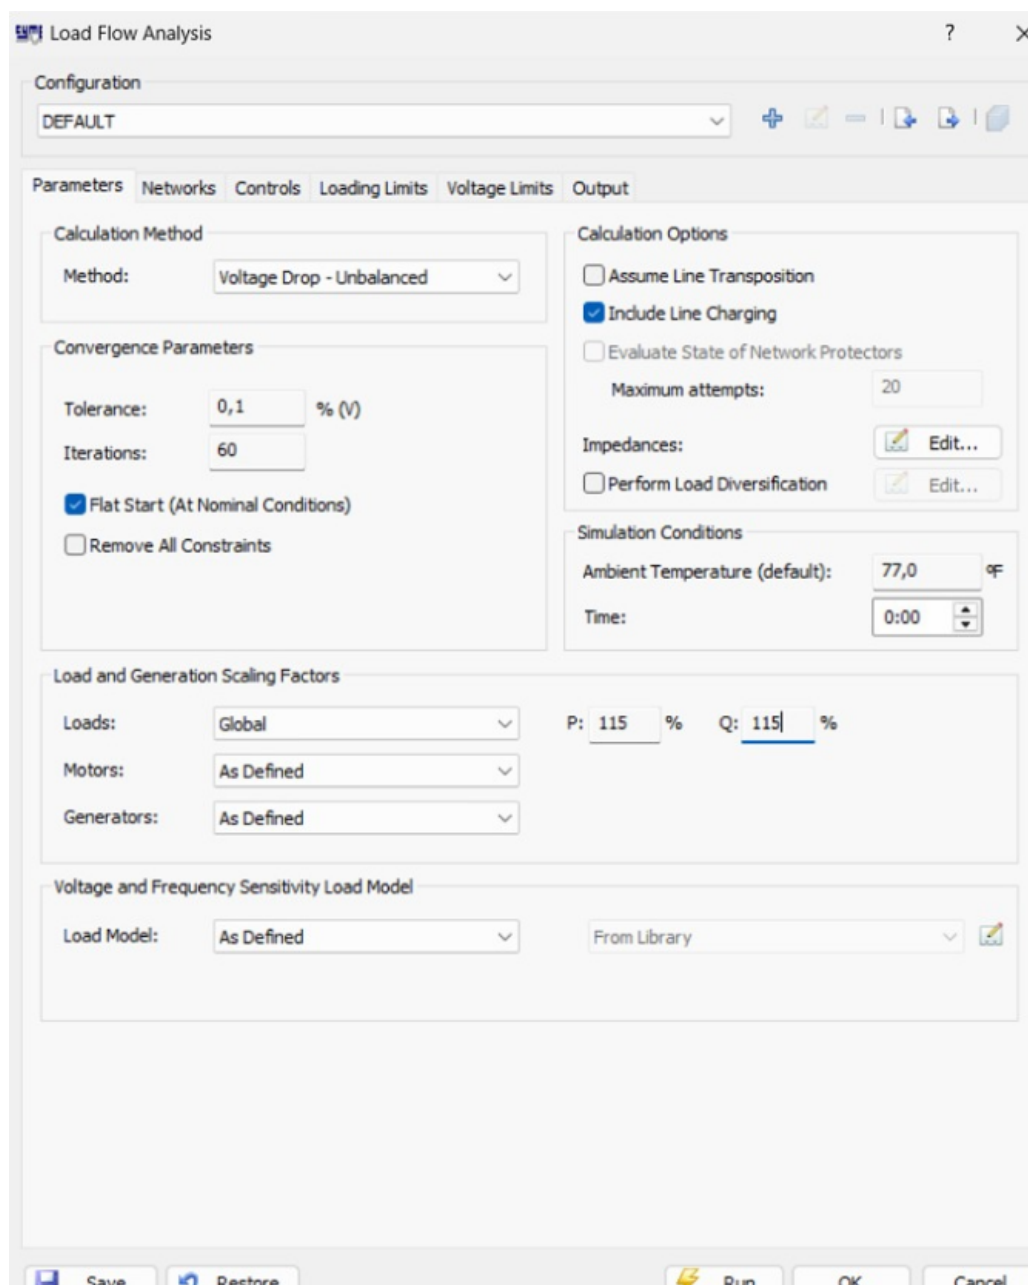 CYME Load Flow Analysis ? ×
Configuration
DEFAULT
Parameters Networks Controls Loading Limits Voltage Limits Output
Calculation Method
Method: Voltage Drop - Unbalanced
Convergence Parameters
Tolerance: 0,1 % (V)
Iterations: 60
Flat Start (At Nominal Conditions)
Remove All Constraints
Calculation Options
Assume Line Transposition
Include Line Charging
Evaluate State of Network Protectors
Maximum attempts: 20
Impedances: Edit...
Perform Load Diversification Edit...
Simulation Conditions
Ambient Temperature (default): 77,0 °F
Time: 0:00
Load and Generation Scaling Factors
Loads: Global P: 115 % Q: 115 %
Motors: As Defined
Generators: As Defined
Voltage and Frequency Sensitivity Load Model
Load Model: As Defined From Library
Save Restore Run OK Cancel